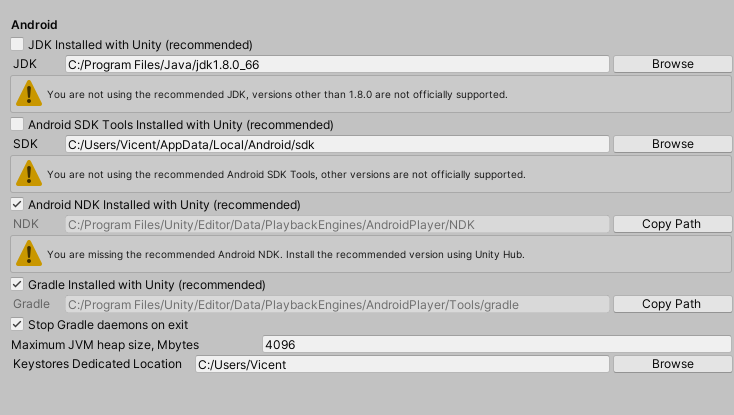 Android
JDK Installed with Unity (recommended)
JDK C:/Program Files/Java/jdk1.8.0_66 Browse
You are not using the recommended JDK, versions other than 1.8.0 are not officially supported.
Android SDK Tools Installed with Unity (recommended)
SDK C:/Users/Vicent/AppData/Local/Android/sdk Browse
You are not using the recommended Android SDK Tools, other versions are not officially supported.
Android NDK Installed with Unity (recommended)
NDK C:/Program Files/Unity/Editor/Data/PlaybackEngines/AndroidPlayer/NDK Copy Path
You are missing the recommended Android NDK. Install the recommended version using Unity Hub.
Gradle Installed with Unity (recommended)
Gradle C:/Program Files/Unity/Editor/Data/PlaybackEngines/AndroidPlayer/Tools/gradle Copy Path
Stop Gradle daemons on exit
Maximum JVM heap size, Mbytes 4096
Keystores Dedicated Location C:/Users/Vicent Browse